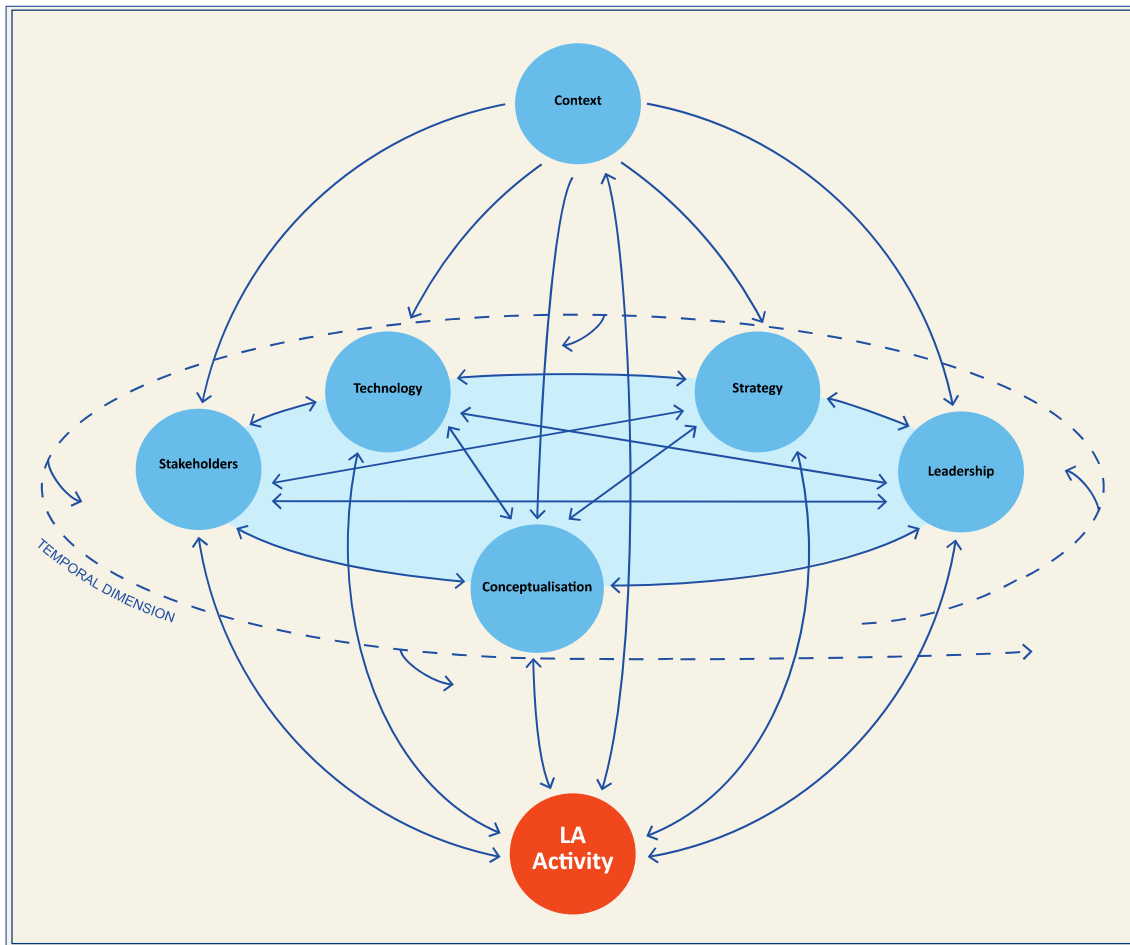 Context
Technology
Strategy
Stakeholders
Leadership
Conceptualisation
TEMPORAL DIMENSION
LA
Activity